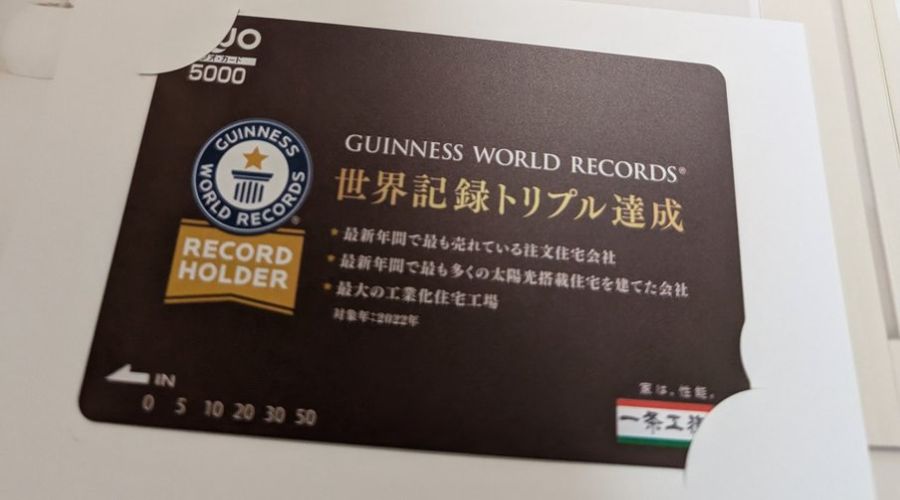 5000
GUINNESS WORLD RECORDS®
GUINNESS WORLD RECORDS®
世界記録トリプル達成
RECORD HOLDER
* 最新年間で最も売れている注文住宅会社
* 最新年間で最も多くの太陽光搭載住宅を建てた会社
* 最大の工業化住宅工場
対象年:2022年
IN
0 5 10 20 30 50
家は、性能。
一条工